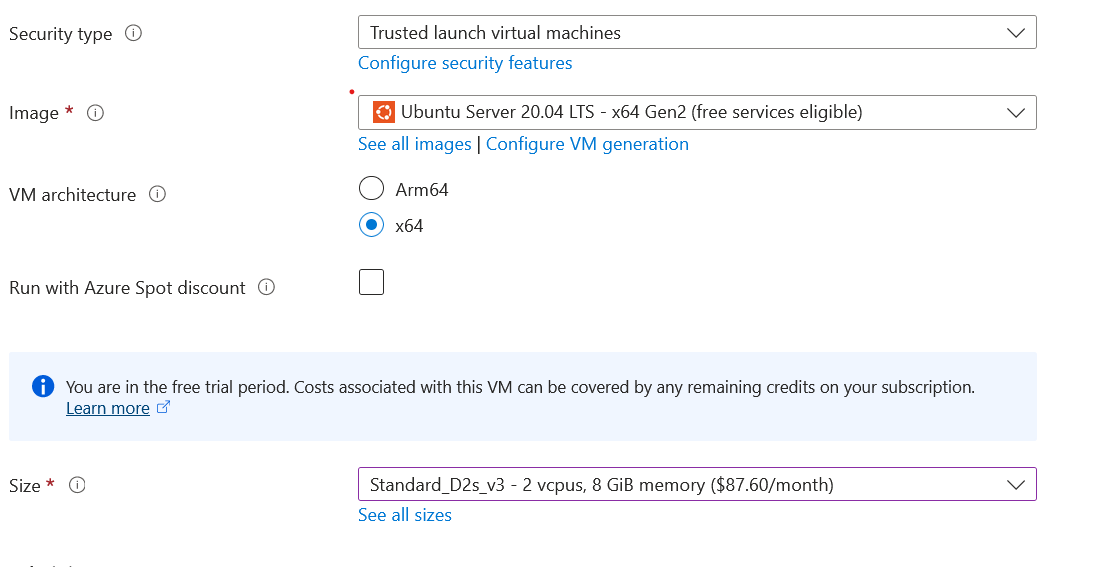 Security type
Trusted launch virtual machines
Configure security features
Image *
Ubuntu Server 20.04 LTS - x64 Gen2 (free services eligible)
See all images | Configure VM generation
VM architecture
Arm64
x64
Run with Azure Spot discount
You are in the free trial period. Costs associated with this VM can be covered by any remaining credits on your subscription.
Learn more
Size *
Standard_D2s_v3 - 2 vcpus, 8 GiB memory ($87.60/month)
See all sizes